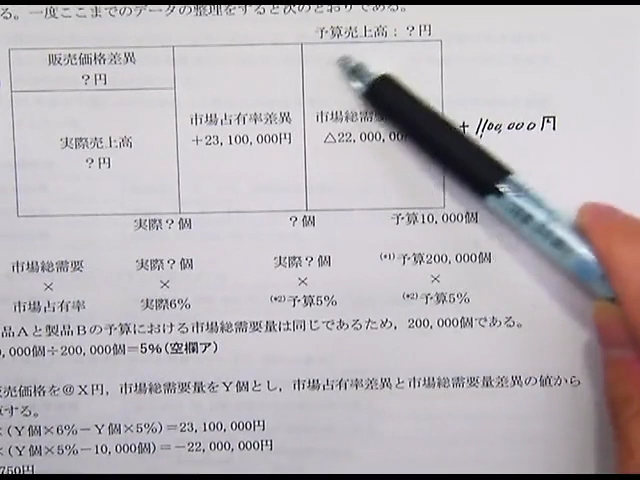 る。一度ここまでのデータの整理をすると次のとおりである。
予算売上高：？円
販売価格差異
？円
市場占有率差異
＋23,100,000円
市場総需
△22,000,00
＋1,100,000円
実際売上高
？円
実際？個
？個
予算10,000個
市場総需要
実際？個
実際？個
(*1)予算200,000個
×
×
×
×
市場占有率
実際6%
(*2)予算5%
(*2)予算5%
品Aと製品Bの予算における市場総需要量は同じであるため，200,000個である。
0,000個÷200,000個＝5%(空欄ア)
売価格を@X円，市場総需要量をY個とし，市場占有率差異と市場総需要量差異の値から
する。
(Y個×6%－Y個×5%)＝23,100,000円
(Y個×5%－10,000個)＝－22,000,000円
750円